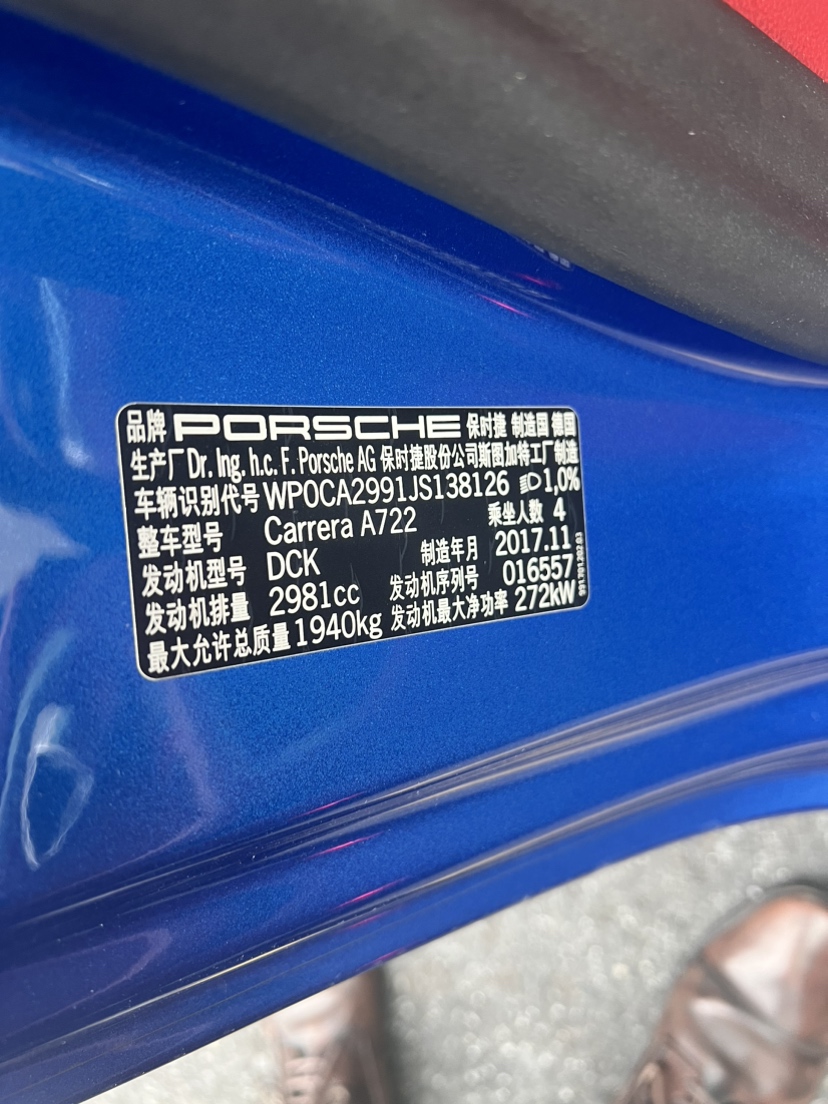 品牌 PORSCHE 保时捷 制造国 德国
生产厂 Dr. Ing. h.c. F. Porsche AG 保时捷股份公司斯图加特工厂制造
车辆识别代号 WP0CA2991JS138126 1,0%
整车型号 Carrera A722 乘坐人数 4
发动机型号 DCK 制造年月 2017.11
发动机排量 2981cc 发动机序列号 016557
最大允许总质量 1940kg 发动机最大净功率 272kW